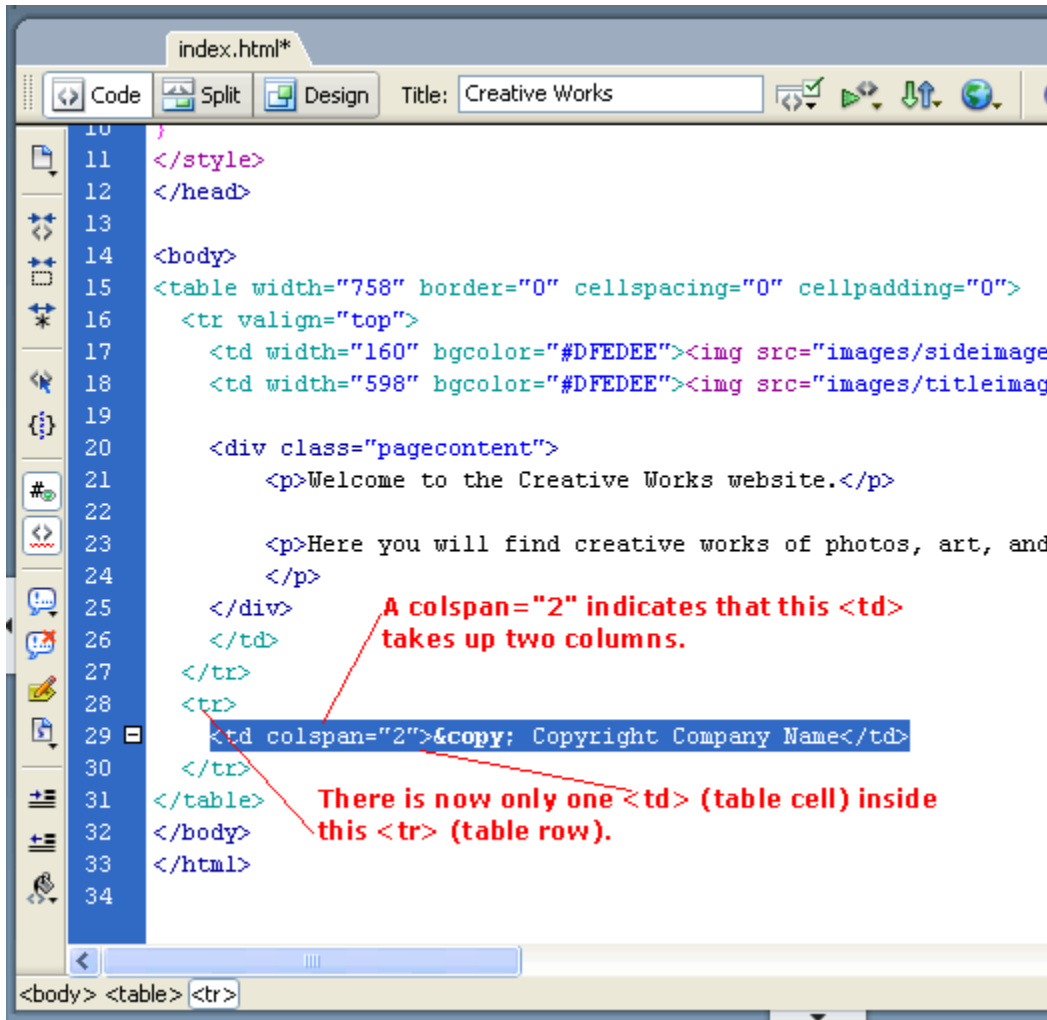 index.html*
Code Split Design Title: Creative Works
10 }
11 </style>
12 </head>
13
14 <body>
15 <table width="758" border="0" cellspacing="0" cellpadding="0">
16 <tr valign="top">
17 <td width="160" bgcolor="#DFEDEE"><img src="images/sideimage
18 <td width="598" bgcolor="#DFEDEE"><img src="images/titleimag
19
20 <div class="pagecontent">
21 <p>Welcome to the Creative Works website.</p>
22
23 <p>Here you will find creative works of photos, art, and
24 </p>
25 </div>
A colspan="2" indicates that this <td>
26 </td>
takes up two columns.
27 </tr>
28 <tr>
29 <td colspan="2">&copy; Copyright Company Name</td>
30 </tr>
31 </table>
There is now only one <td> (table cell) inside
32 </body>
this <tr> (table row).
33 </html>
34
<body> <table> <tr>